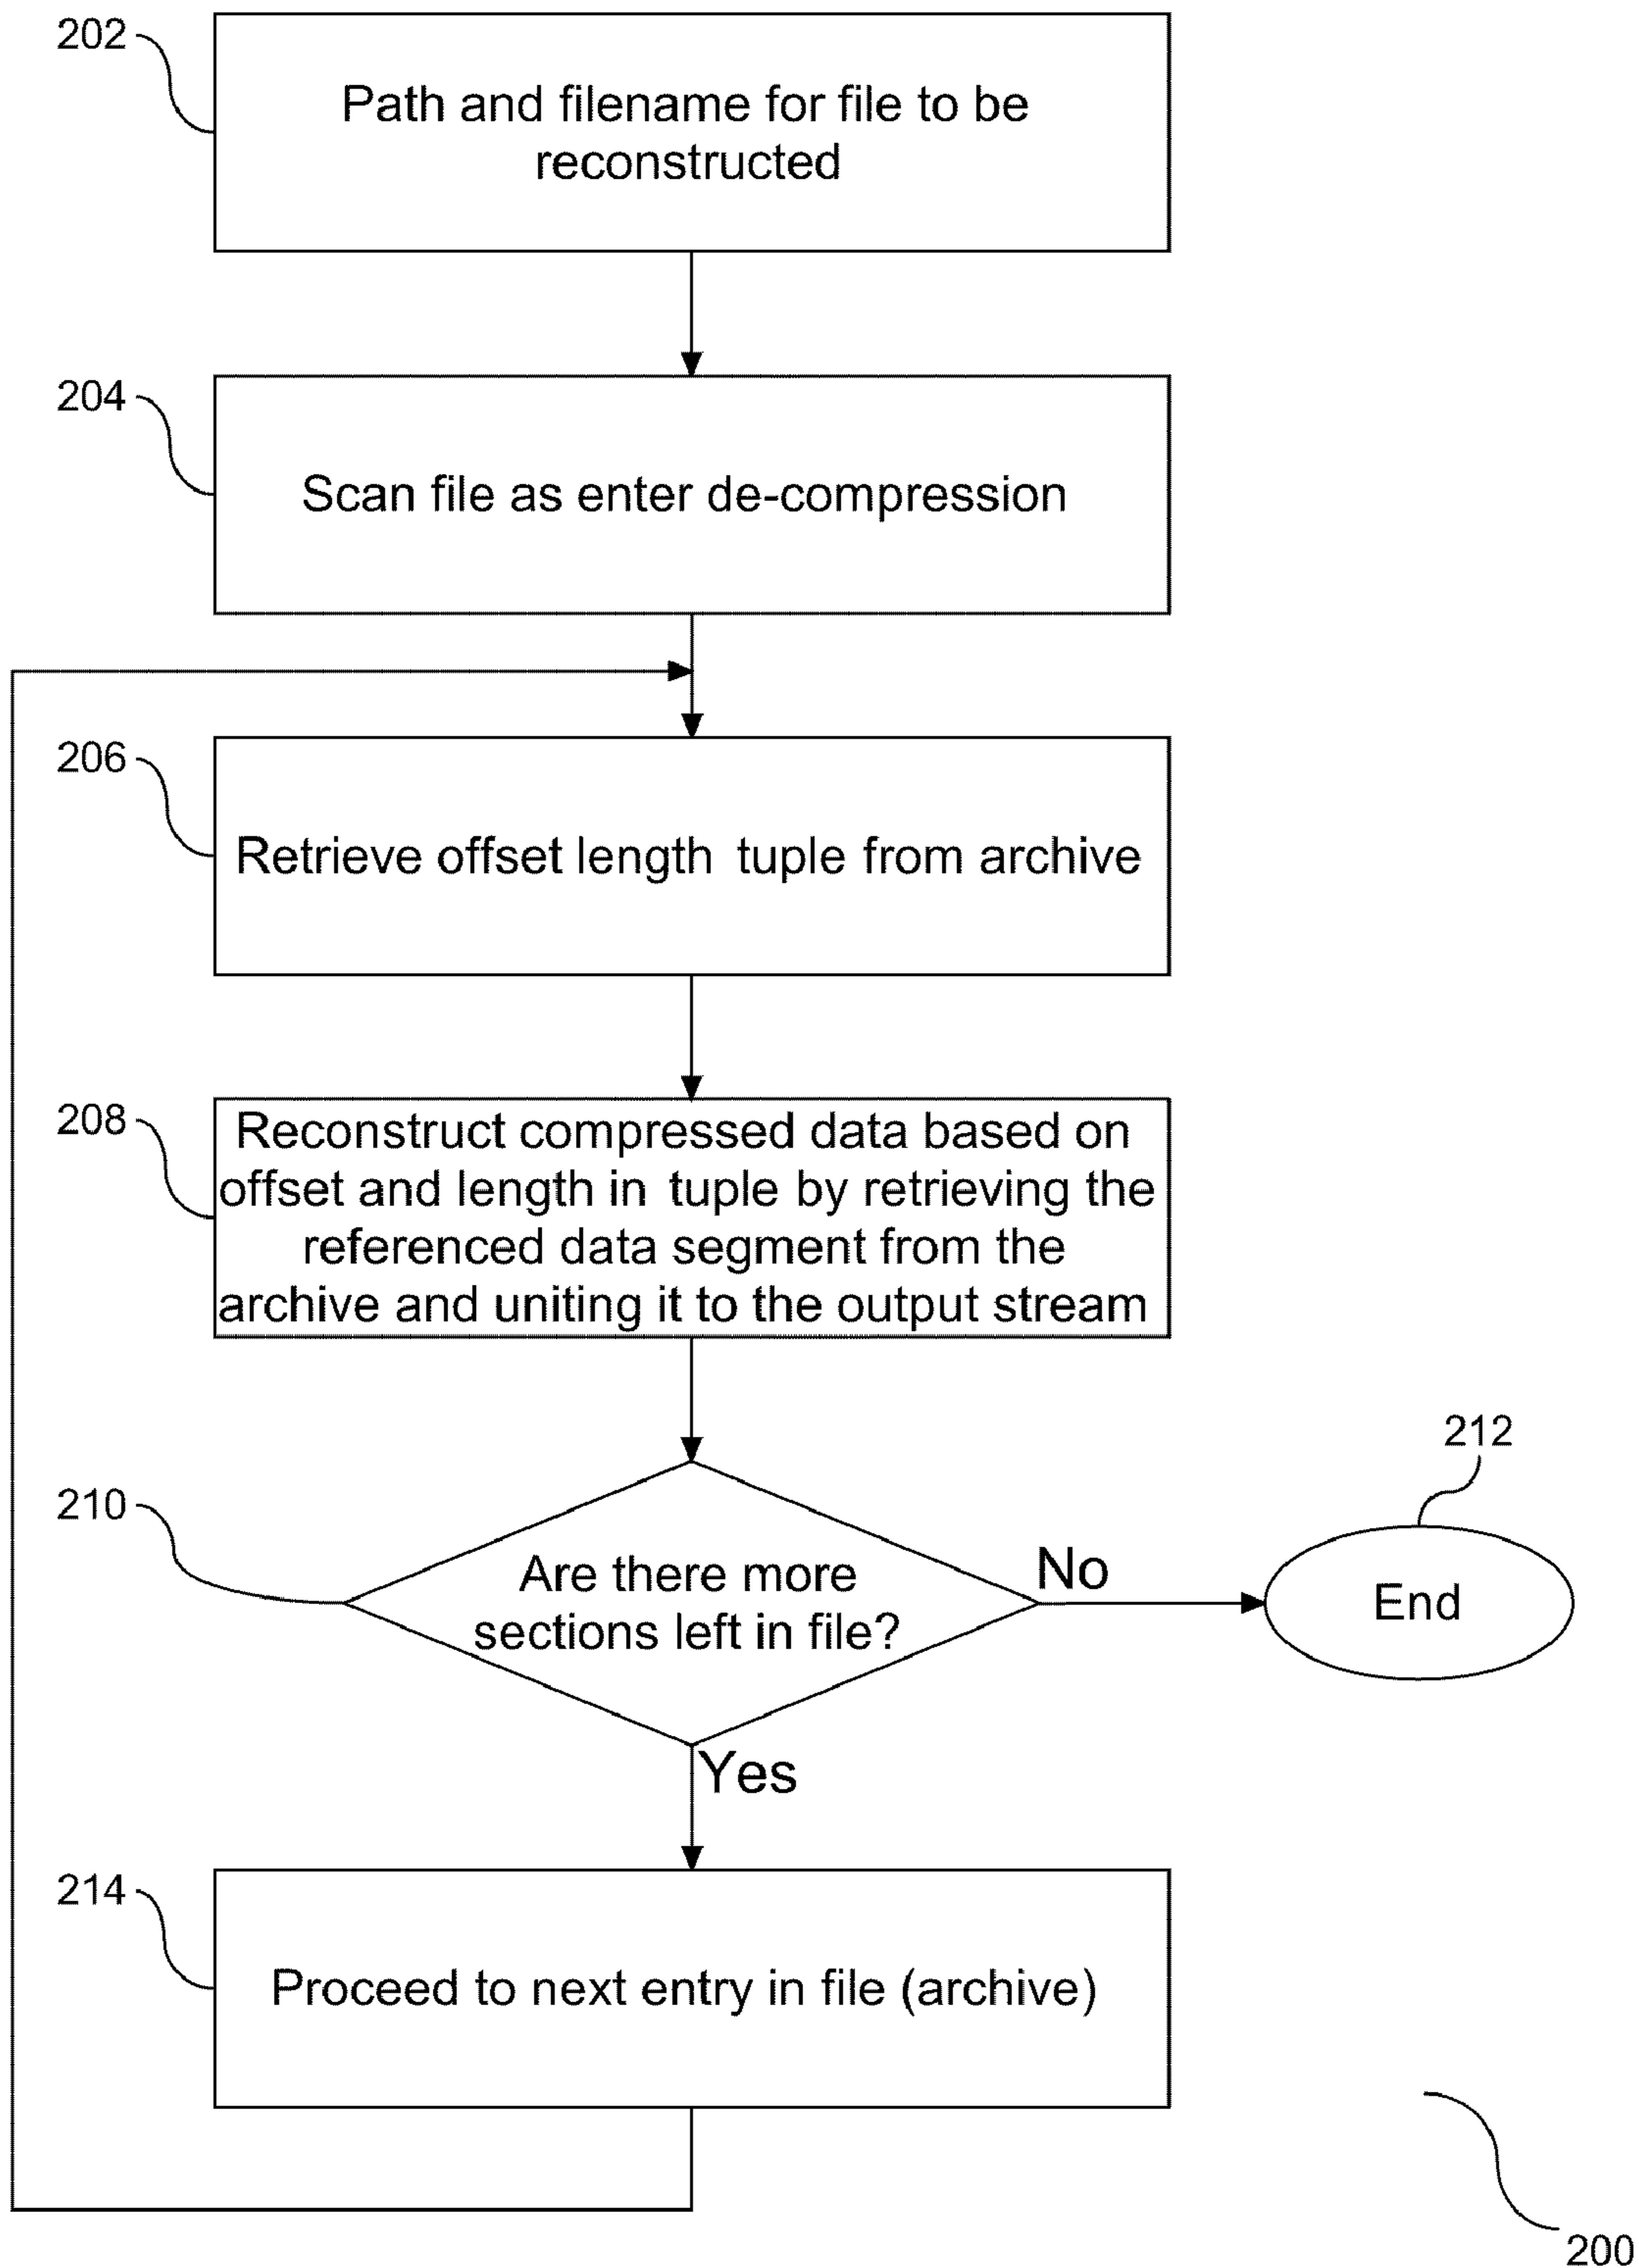 202
Path and filename for file to be
reconstructed
204
Scan file as enter de-compression
206
Retrieve offset length tuple from archive
208
Reconstruct compressed data based on
offset and length in tuple by retrieving the
referenced data segment from the
archive and uniting it to the output stream
210
Are there more
sections left in file?
No
212
End
Yes
214
Proceed to next entry in file (archive)
200